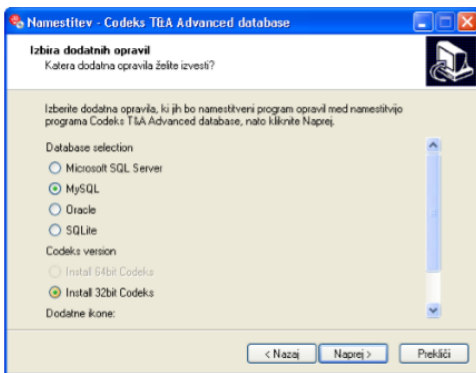 Namestitev - Codeks T&A Advanced database
Izbira dodatnih opravil
Katera dodatna opravila želite izvesti?
Izberite dodatna opravila, ki jih bo namestitveni program opravil med namestitvijo
programa Codeks T&A Advanced database, nato kliknite Naprej.
Database selection
Microsoft SQL Server
MySQL
Oracle
SQLite
Codeks version
Install 64bit Codeks
Install 32bit Codeks
Dodatne ikone:
< Nazaj
Naprej >
Prekliči